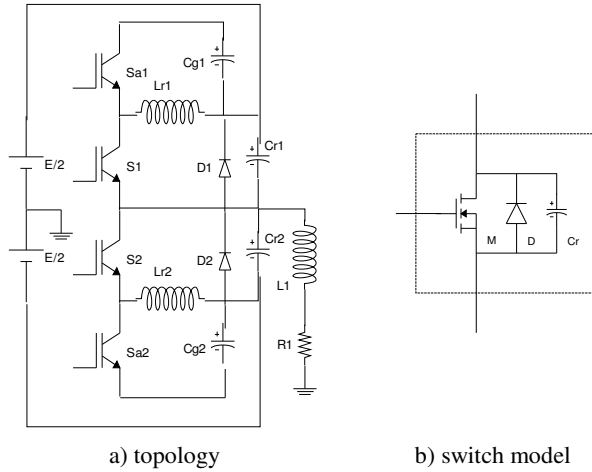 Cg1
Sa1
Lr1
Cr1
E/2
D1
S1
Cr2
E/2
S2
D2
Lr2
L1
Cg2
R1
Sa2
M
D
Cr
a) topology
b) switch model